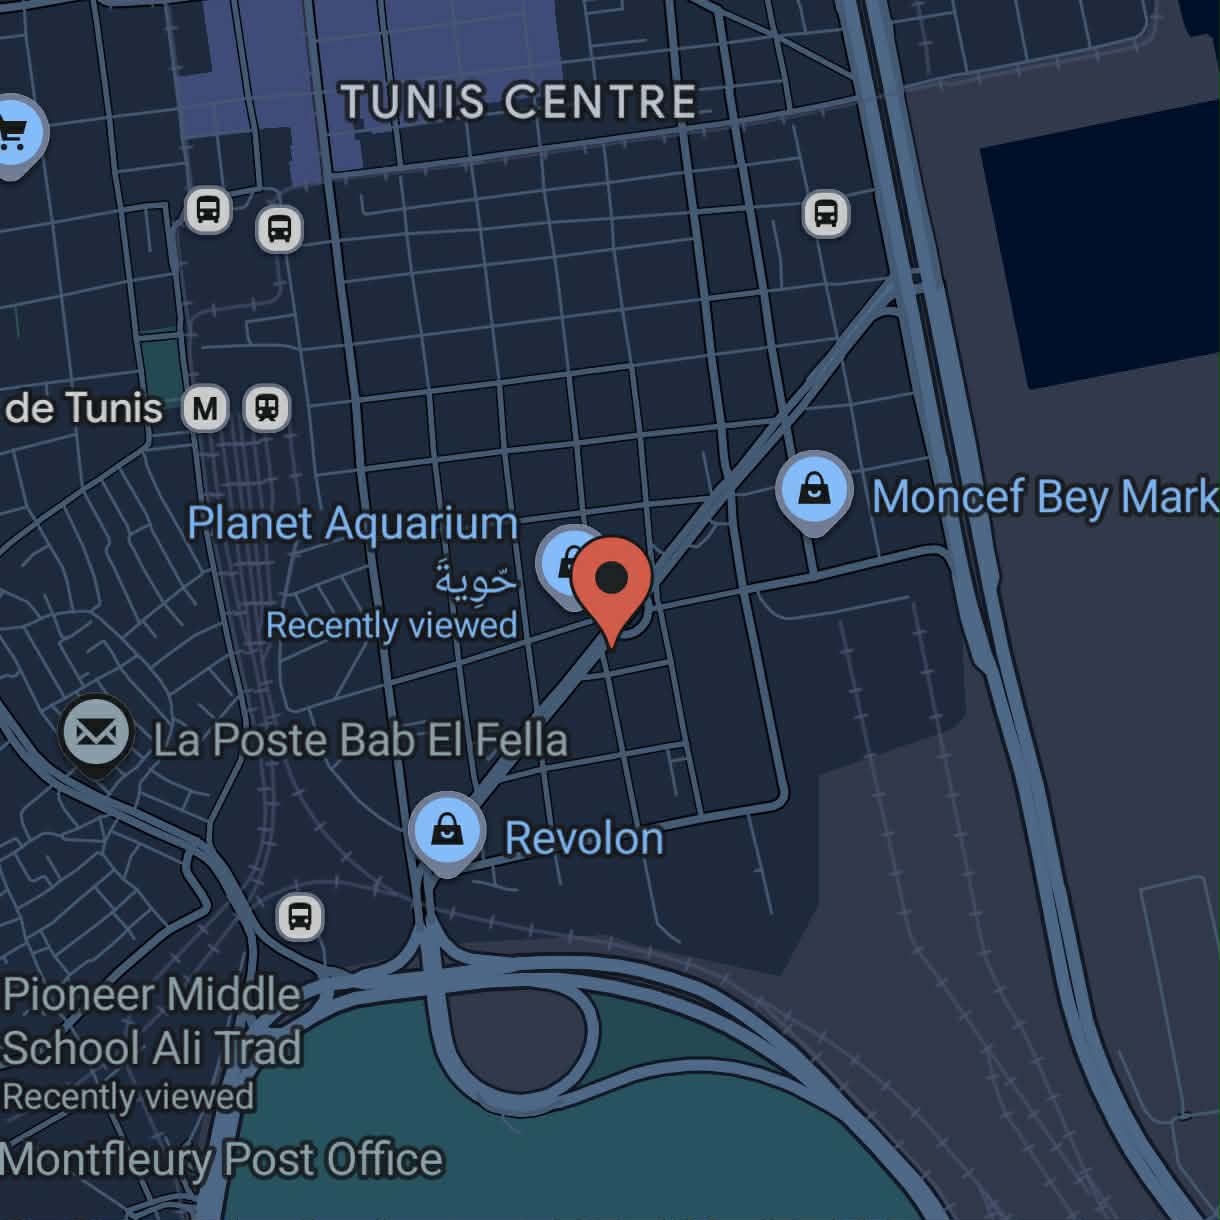 TUNIS CENTRE
de Tunis
M
Planet Aquarium
حّوِيةَ
Recently viewed
Moncef Bey Mark
La Poste Bab El Fella
Revolon
Pioneer Middle
School Ali Trad
Recently viewed
Montfleury Post Office